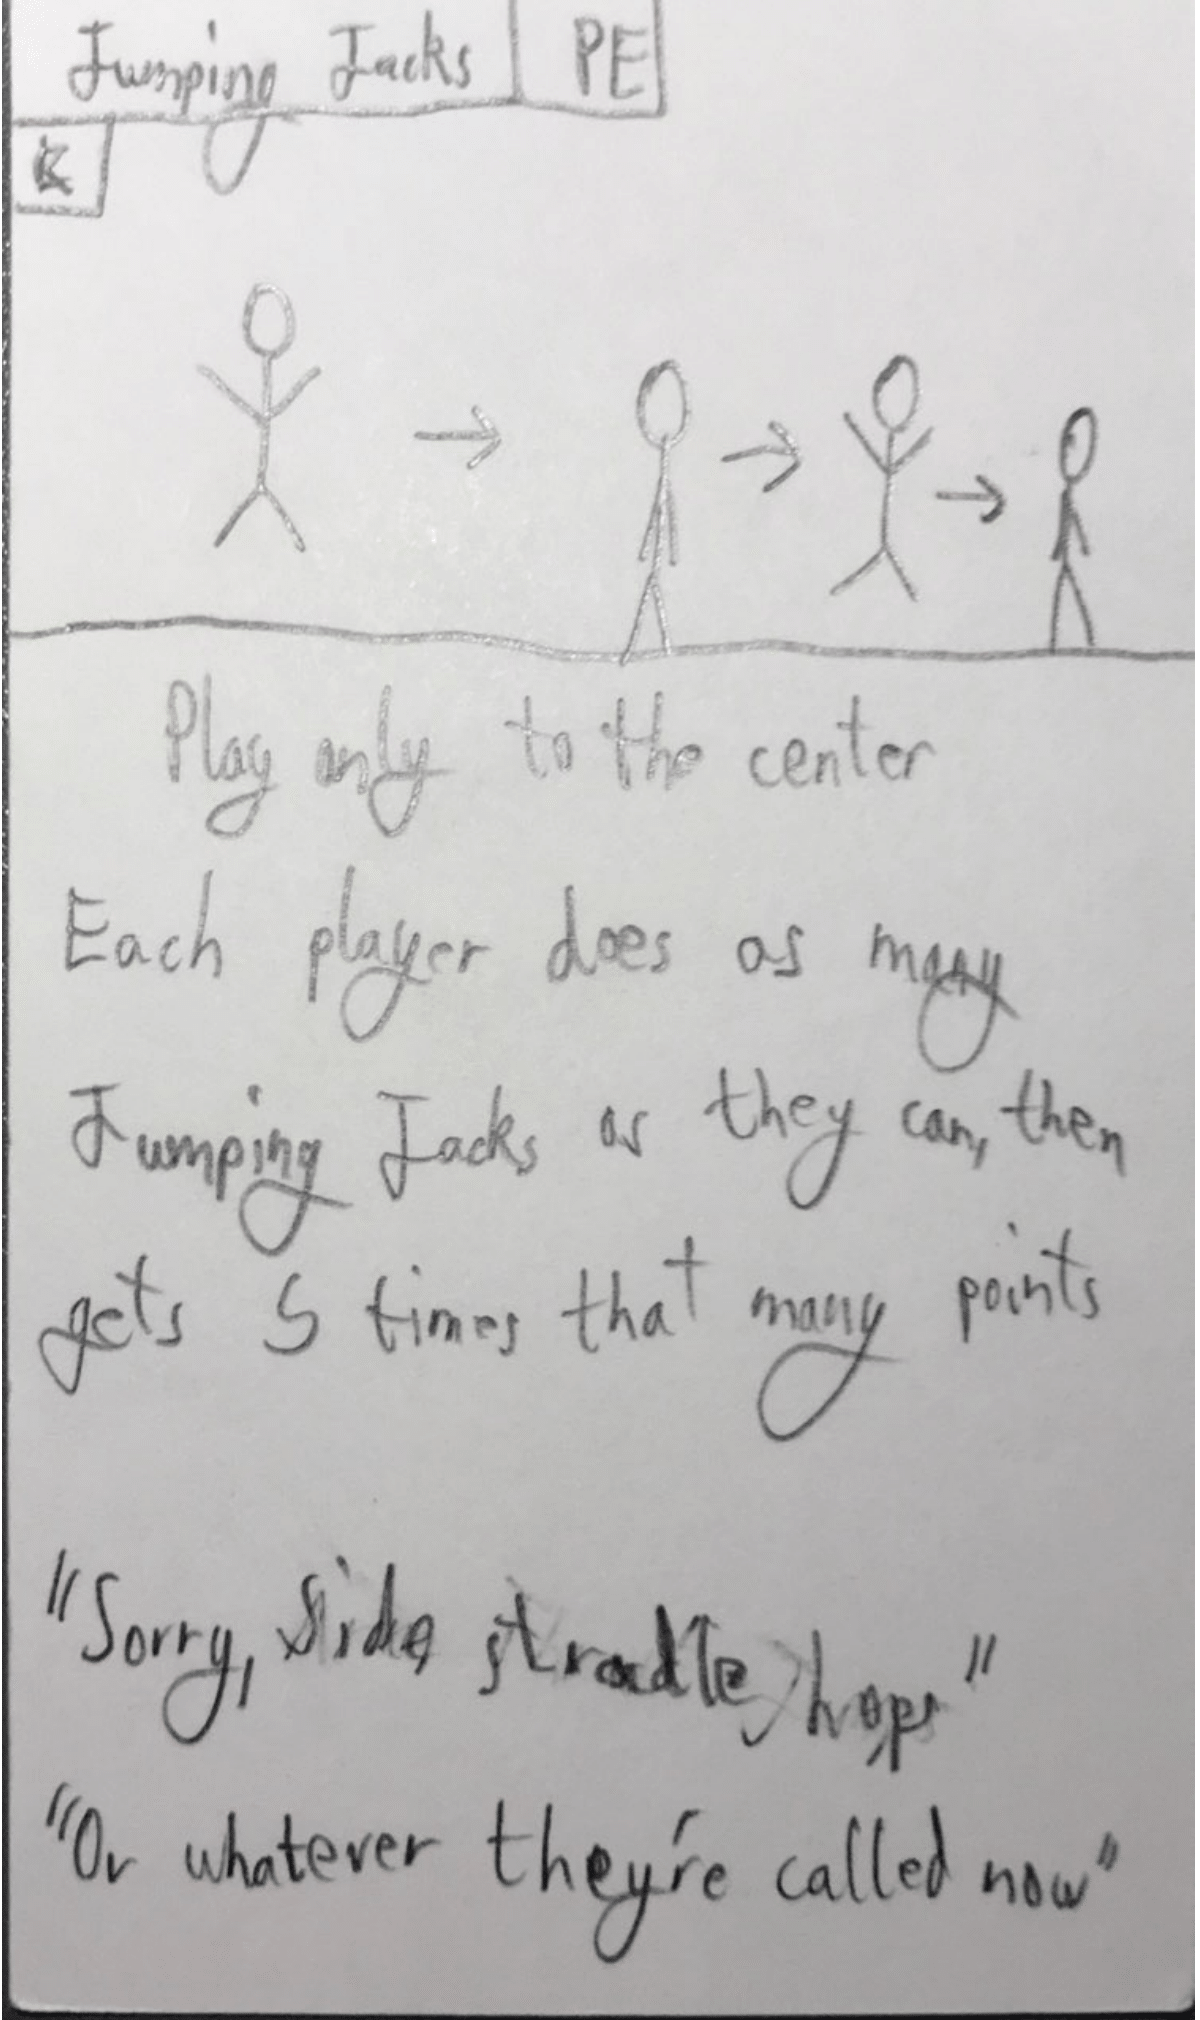 Jumping Jacks PE
Play only to the center
Each player does as many
Jumping Jacks as they can, then
gets 5 times that many points
"Sorry, side stradle hops"
"Or whatever they're called now"